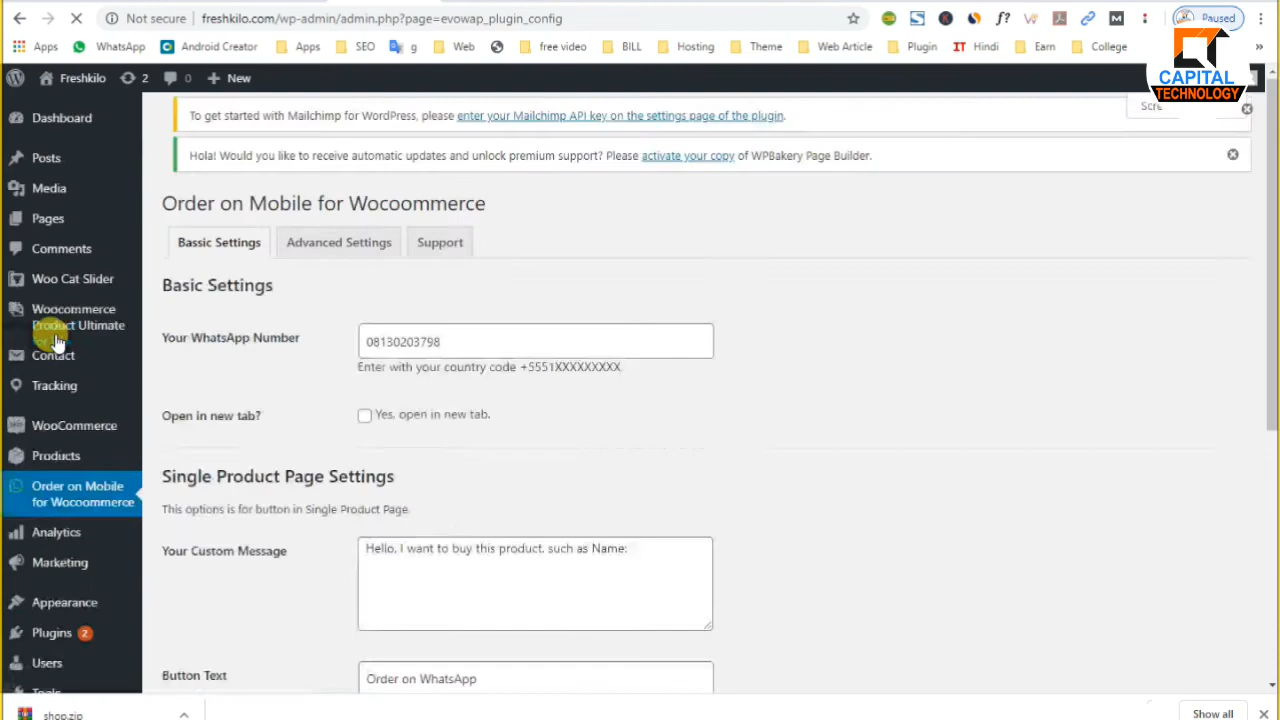 Not secure | freshkilo.com/wp-admin/admin.php?page=evowap_plugin_config
f?
M
Paused
Apps
WhatsApp
Android Creator
Apps
SEO
g
Web
free video
BILL
Hosting
Theme
Web Article
Plugin
IT Hindi
Earn
College
»
CAPITAL
TECHNOLOGY
Freshkilo
2
0
+ New
Dashboard
Posts
Media
Pages
Comments
Woo Cat Slider
Woocommerce
Product Ultimate
Contact
Tracking
WooCommerce
Products
Order on Mobile
for Wocoommerce
Analytics
Marketing
Appearance
Plugins 2
Users
Tools
Scre
To get started with Mailchimp for WordPress, please enter your Mailchimp API key on the settings page of the plugin.
Hola! Would you like to receive automatic updates and unlock premium support? Please activate your copy of WPBakery Page Builder.
Order on Mobile for Wocoommerce
Bassic Settings
Advanced Settings
Support
Basic Settings
Your WhatsApp Number
08130203798
Enter with your country code +5551XXXXXXXXX
Open in new tab?
Yes, open in new tab.
Single Product Page Settings
This options is for button in Single Product Page.
Your Custom Message
Hello, I want to buy this product. such as Name:
Button Text
Order on WhatsApp
shop.zip
Show all